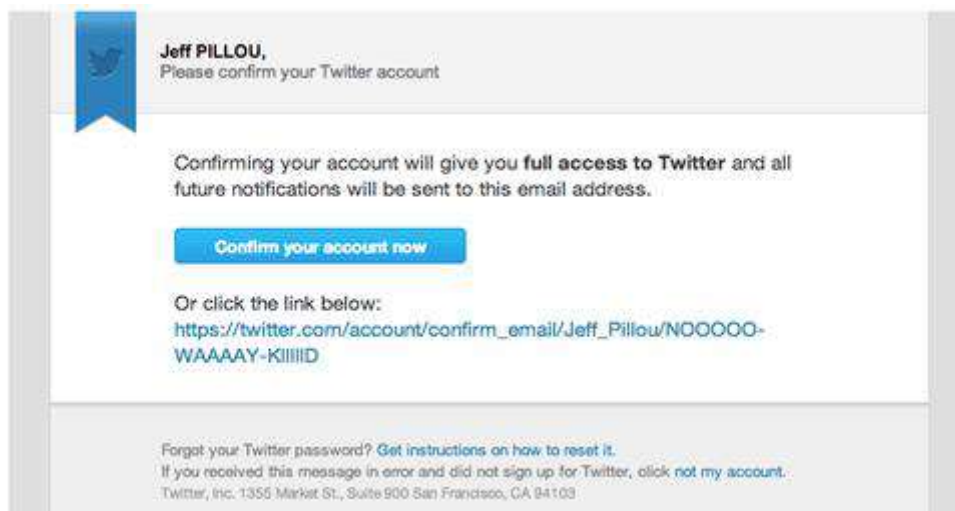 Jeff PILLOU,
Please confirm your Twitter account
Confirming your account will give you full access to Twitter and all
future notifications will be sent to this email address.
Confirm your account now
Or click the link below:
https://twitter.com/account/confirm_email/Jeff_Pillou/NOOOOO-
WAAAAY-KIIIIID
Forgot your Twitter password? Get instructions on how to reset it.
If you received this message in error and did not sign up for Twitter, click not my account.
Twitter, Inc. 1355 Market St., Suite 900 San Francisco, CA 94103